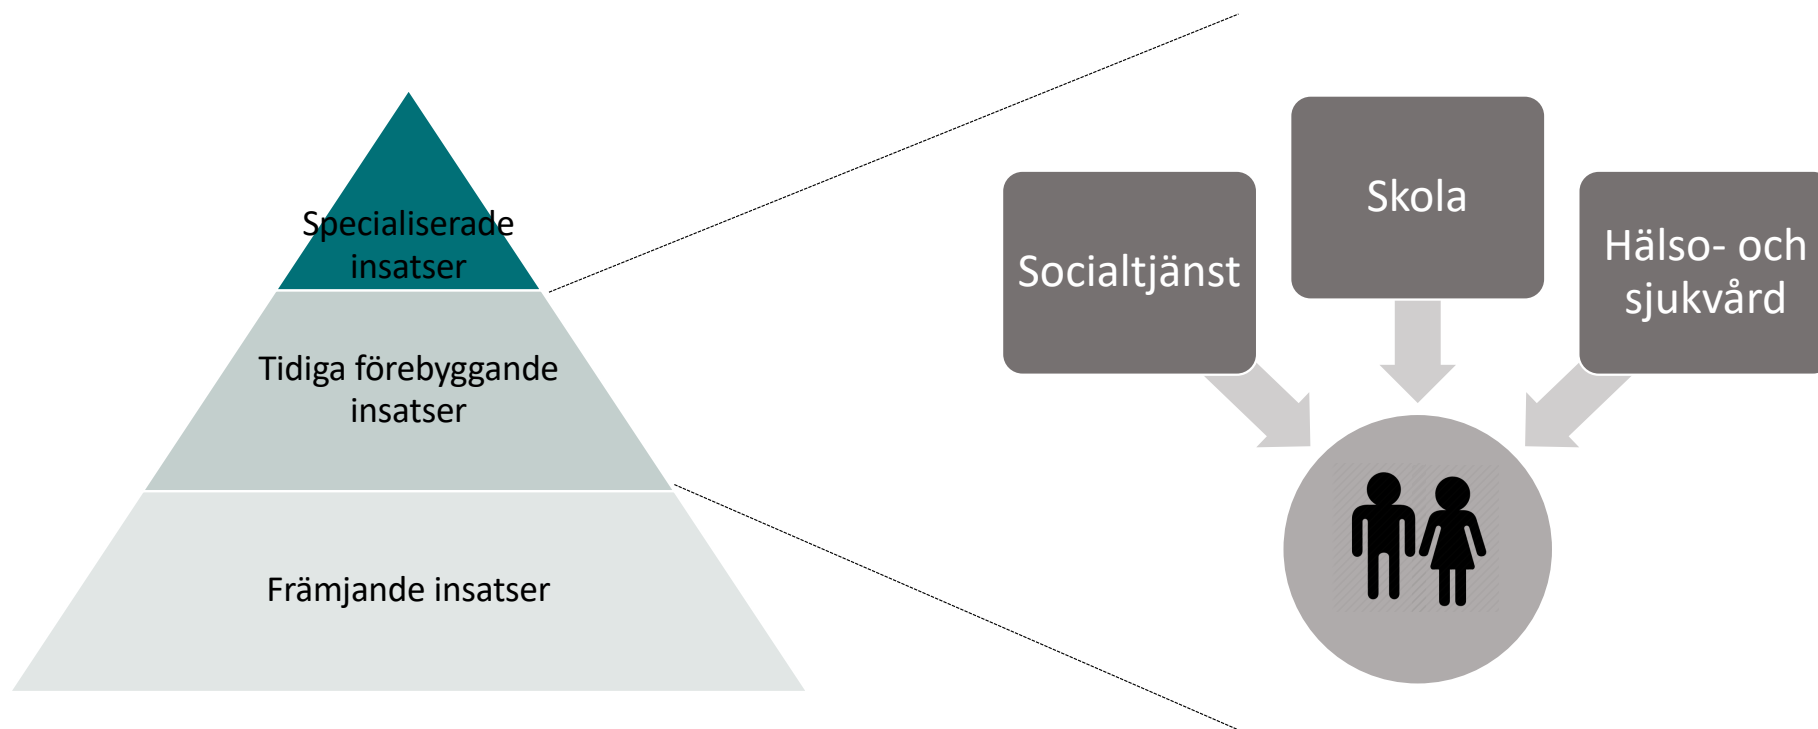 Specialiserade
insatser
Tidiga förebyggande
insatser
Främjande insatser
Socialtjänst
Skola
Hälso- och
sjukvård